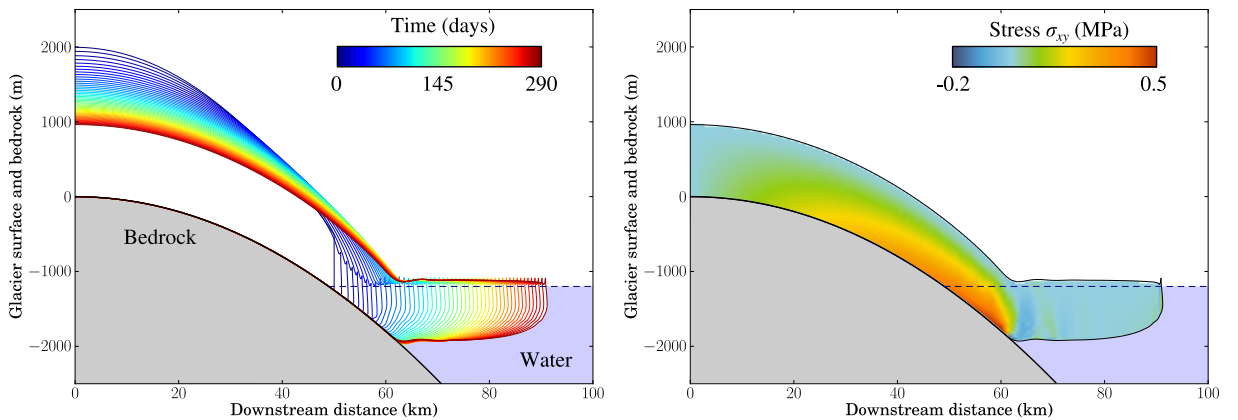 Time (days)
0 145 290
Glacier surface and bedrock (m)
2000
1000
0
−1000
−2000
Bedrock
Water
0 20 40 60 80 100
Downstream distance (km)
Stress σxy (MPa)
-0.2 0.5
Glacier surface and bedrock (m)
2000
1000
0
−1000
−2000
0 20 40 60 80 100
Downstream distance (km)